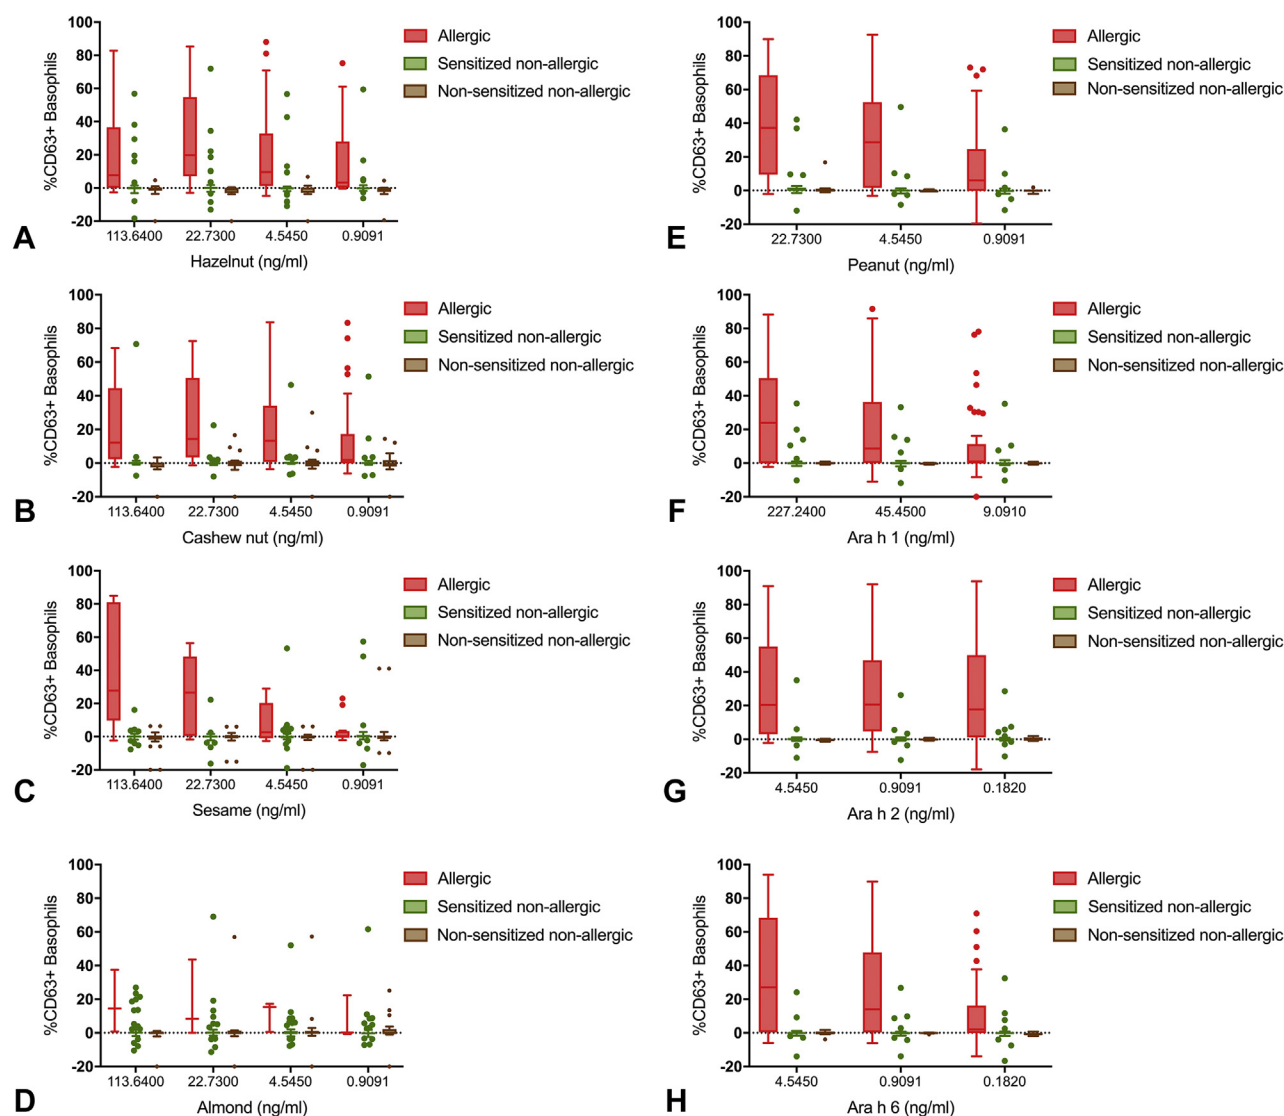 100
80
60
40
20
0
-20
%CD63+ Basophils
113.6400 22.7300 4.5450 0.9091
Hazelnut (ng/ml)
Allergic
Sensitized non-allergic
Non-sensitized non-allergic
A
100
80
60
40
20
0
-20
%CD63+ Basophils
113.6400 22.7300 4.5450 0.9091
Cashew nut (ng/ml)
Allergic
Sensitized non-allergic
Non-sensitized non-allergic
B
100
80
60
40
20
0
-20
%CD63+ Basophils
113.6400 22.7300 4.5450 0.9091
Sesame (ng/ml)
Allergic
Sensitized non-allergic
Non-sensitized non-allergic
C
100
80
60
40
20
0
-20
%CD63+ Basophils
113.6400 22.7300 4.5450 0.9091
Almond (ng/ml)
Allergic
Sensitized non-allergic
Non-sensitized non-allergic
D
100
80
60
40
20
0
-20
%CD63+ Basophils
22.7300 4.5450 0.9091
Peanut (ng/ml)
Allergic
Sensitized non-allergic
Non-sensitized non-allergic
E
100
80
60
40
20
0
-20
%CD63+ Basophils
227.2400 45.4500 9.0910
Ara h 1 (ng/ml)
Allergic
Sensitized non-allergic
Non-sensitized non-allergic
F
100
80
60
40
20
0
-20
%CD63+ Basophils
4.5450 0.9091 0.1820
Ara h 2 (ng/ml)
Allergic
Sensitized non-allergic
Non-sensitized non-allergic
G
100
80
60
40
20
0
-20
%CD63+ Basophils
4.5450 0.9091 0.1820
Ara h 6 (ng/ml)
Allergic
Sensitized non-allergic
Non-sensitized non-allergic
H